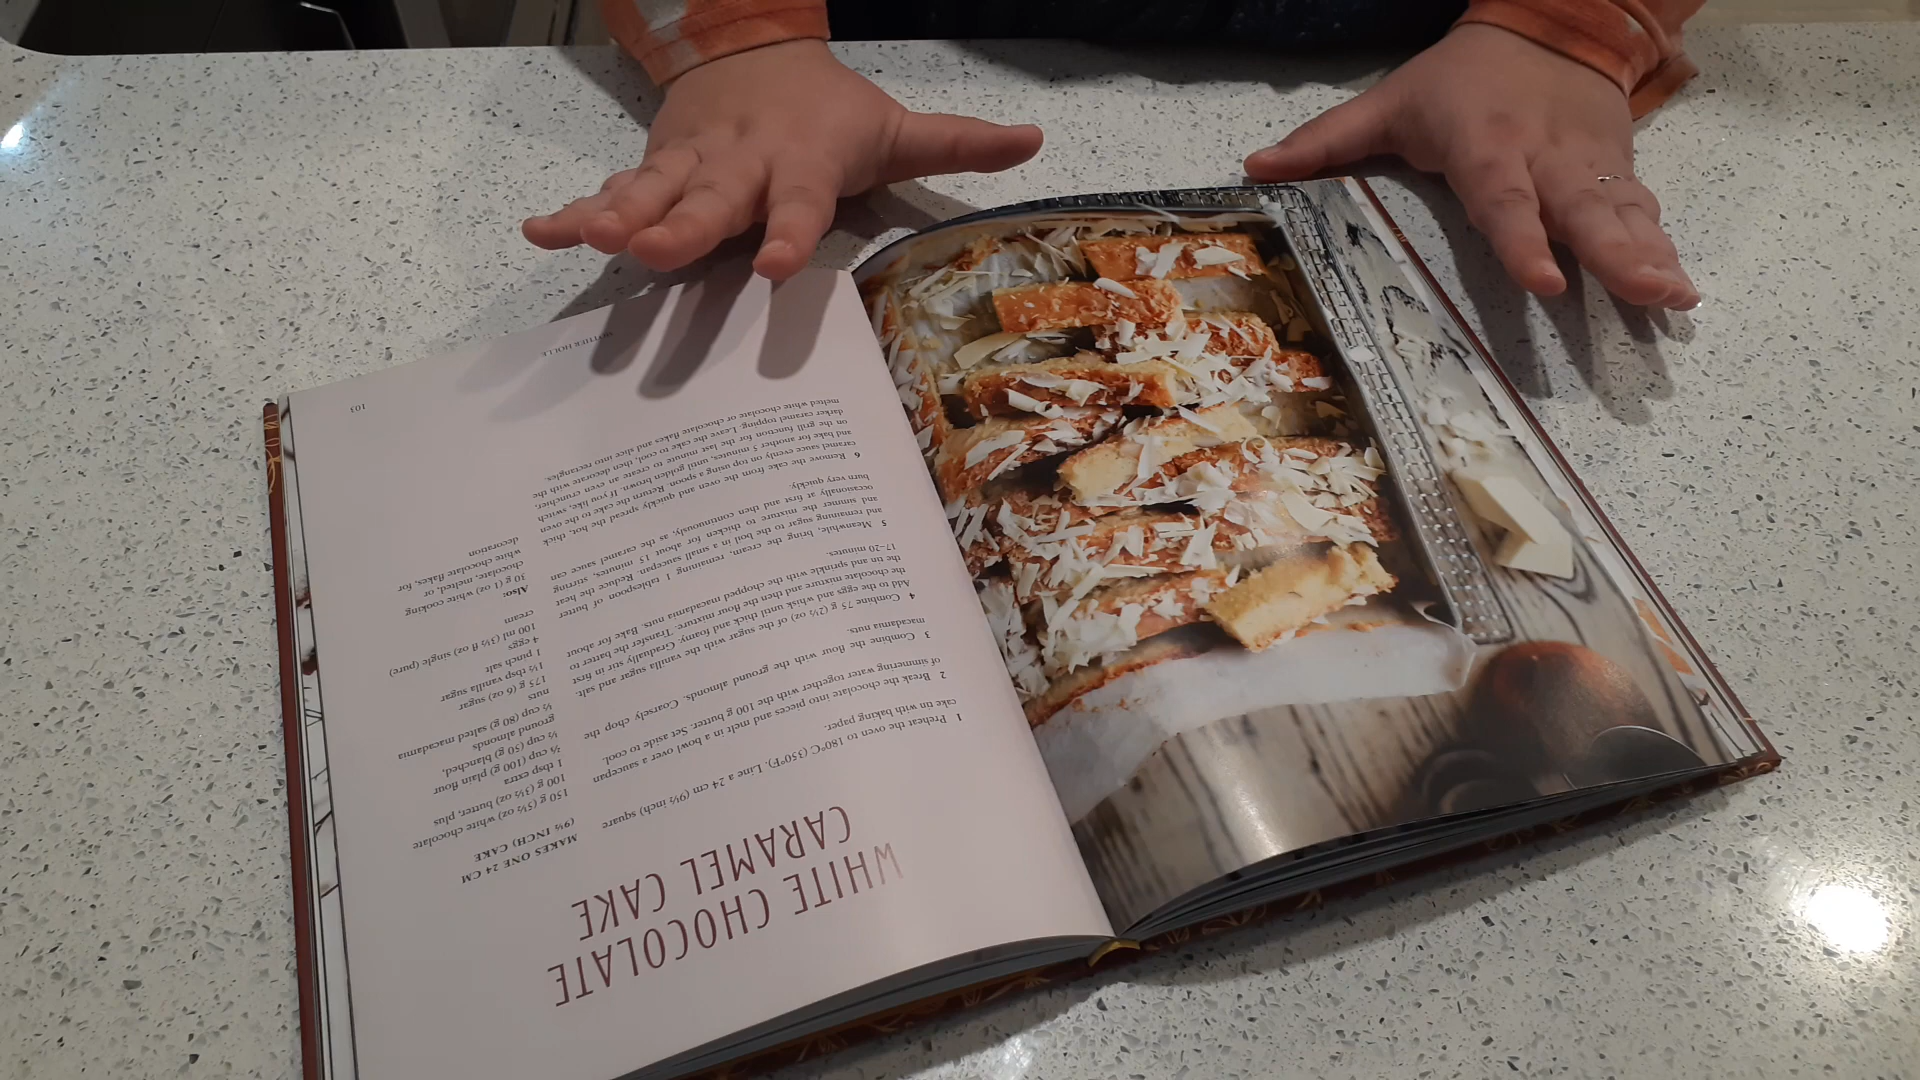 WHITE CHOCOLATE
CARAMEL CAKE
MAKES ONE 24 CM
(9½ INCH) CAKE
150 g (5½ oz) white chocolate
100 g (3½ oz) butter, plus
1 tbsp extra
⅔ cup (100 g) plain flour
½ cup (50 g) blanched,
ground almonds
½ cup (80 g) salted macadamia
nuts
175 g (6 oz) sugar
1½ tbsp vanilla sugar
1 pinch salt
4 eggs
100 ml (3½ fl oz) single (pure)
cream
Also:
30 g (1 oz) white cooking
chocolate, melted, or,
white chocolate flakes, for
decoration
1 Preheat the oven to 180°C (350°F). Line a 24 cm (9½ inch) square
cake tin with baking paper.
2 Break the chocolate into pieces and melt in a bowl over a saucepan
of simmering water together with the 100 g butter. Set aside to cool.
3 Combine the flour with the ground almonds. Coarsely chop the
macadamia nuts.
4 Combine 75 g (2½ oz) of the sugar with the vanilla sugar and salt.
Add the eggs and whisk until thick and foamy. Gradually stir in first
the chocolate mixture and then the flour mixture. Transfer the batter to
the tin and sprinkle with the chopped macadamia nuts. Bake for about
17–20 minutes.
5 Meanwhile, bring the cream, remaining 1 tablespoon of butter
and remaining sugar to the boil in a small saucepan. Reduce the heat
and simmer the mixture to thicken for about 15 minutes, stirring
occasionally at first and then continuously, as the caramel sauce can
burn very quickly.
6 Remove the cake from the oven and quickly spread the hot, thick
caramel sauce evenly on top using a spoon. Return the cake to the oven
and bake for another 5 minutes, until golden brown. If you like, switch
on the grill function for the last minute to create an even crunchier,
darker caramel topping. Leave the cake to cool, then decorate with the
melted white chocolate or chocolate flakes and slice into rectangles.
MOTHER HOLLE
103